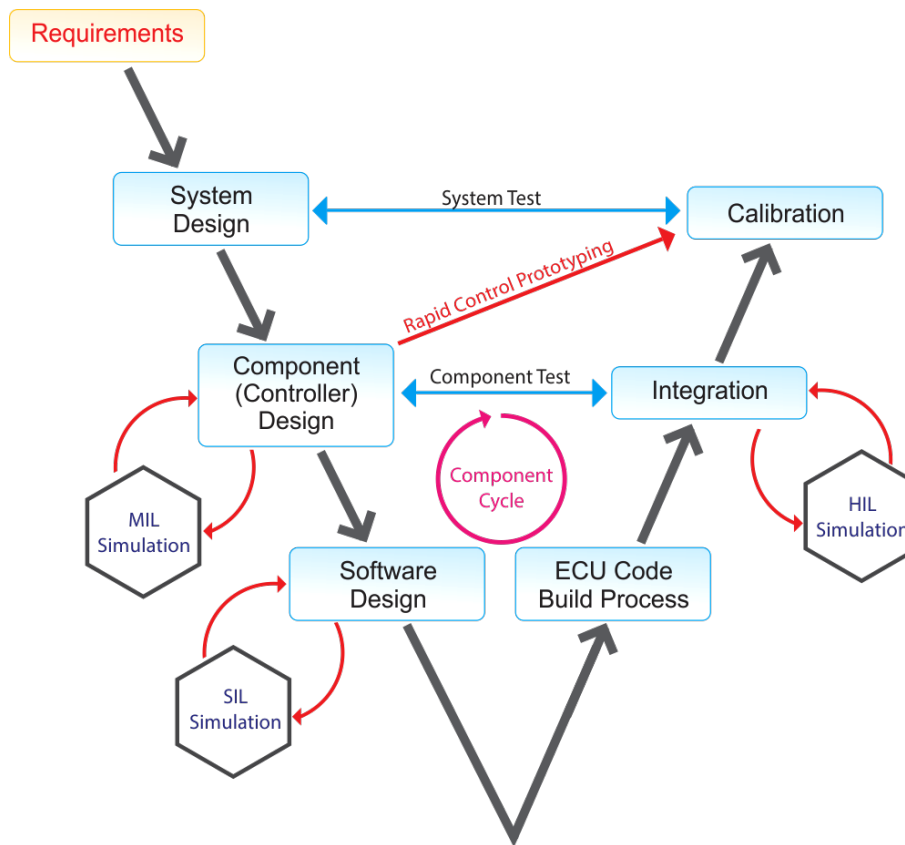 Requirements
System
Design
System Test
Calibration
Rapid Control Prototyping
Component
(Controller)
Design
Component Test
Integration
Component
Cycle
MIL
Simulation
HIL
Simulation
Software
Design
ECU Code
Build Process
SIL
Simulation